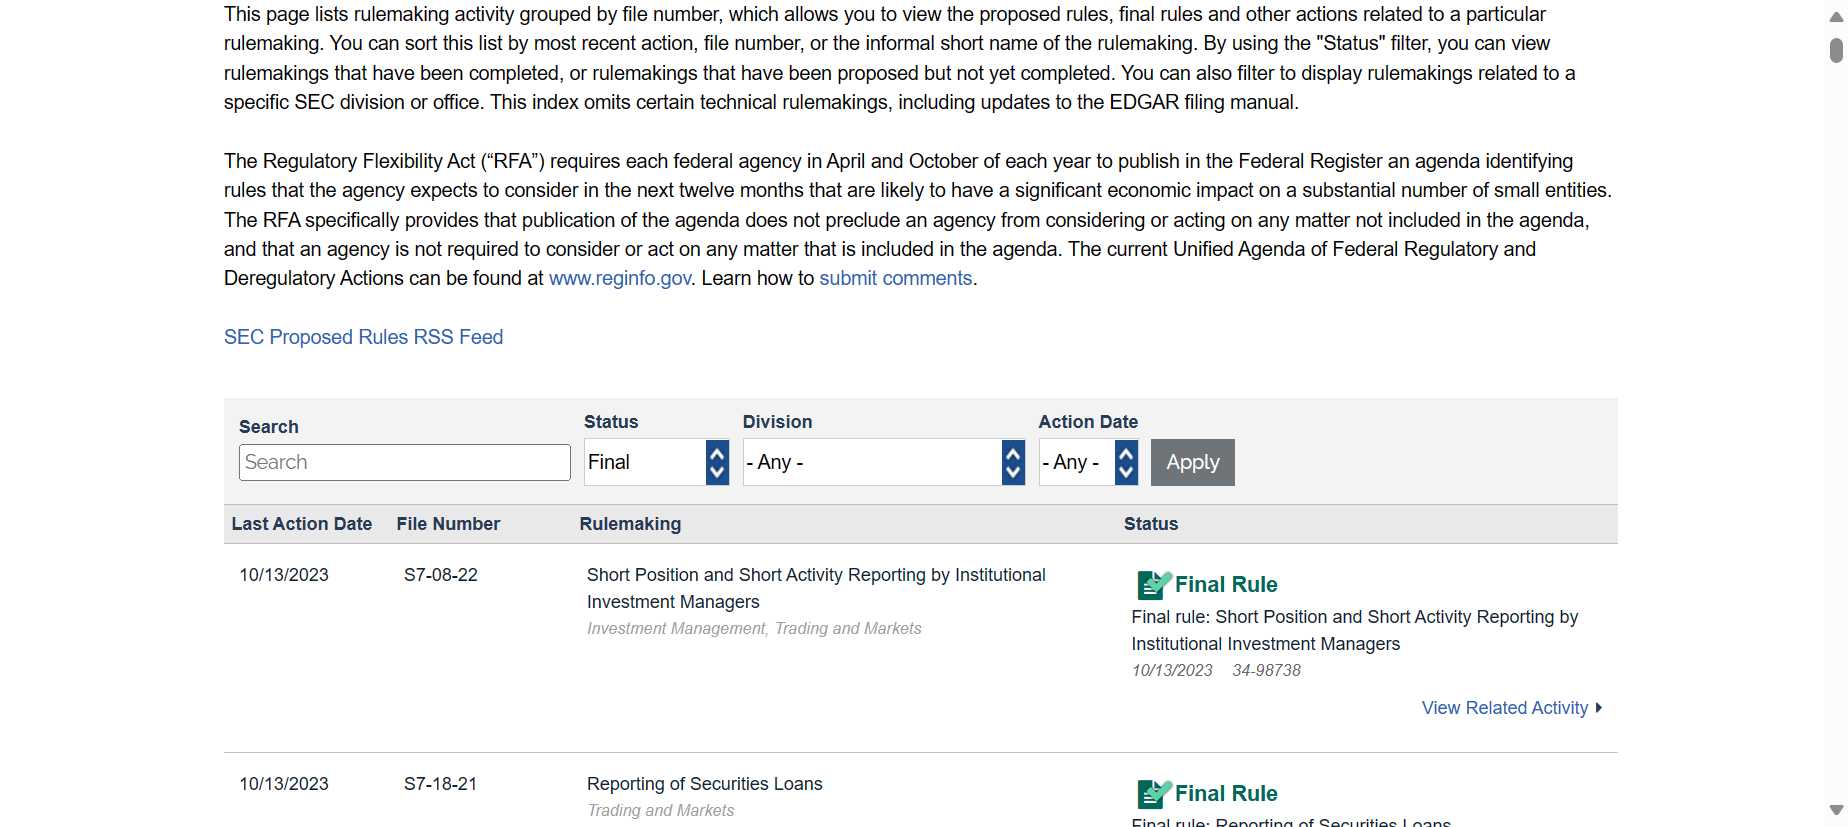 This page lists rulemaking activity grouped by file number, which allows you to view the proposed rules, final rules and other actions related to a particular
rulemaking. You can sort this list by most recent action, file number, or the informal short name of the rulemaking. By using the "Status" filter, you can view
rulemakings that have been completed, or rulemakings that have been proposed but not yet completed. You can also filter to display rulemakings related to a
specific SEC division or office. This index omits certain technical rulemakings, including updates to the EDGAR filing manual.
The Regulatory Flexibility Act (“RFA”) requires each federal agency in April and October of each year to publish in the Federal Register an agenda identifying
rules that the agency expects to consider in the next twelve months that are likely to have a significant economic impact on a substantial number of small entities.
The RFA specifically provides that publication of the agenda does not preclude an agency from considering or acting on any matter not included in the agenda,
and that an agency is not required to consider or act on any matter that is included in the agenda. The current Unified Agenda of Federal Regulatory and
Deregulatory Actions can be found at www.reginfo.gov. Learn how to submit comments.
SEC Proposed Rules RSS Feed
Search Status Division Action Date
Search Final - Any - - Any - Apply
Last Action Date File Number Rulemaking Status
10/13/2023 S7-08-22 Short Position and Short Activity Reporting by Institutional
Investment Managers
Investment Management, Trading and Markets
Final Rule
Final rule: Short Position and Short Activity Reporting by
Institutional Investment Managers
10/13/2023 34-98738
View Related Activity
10/13/2023 S7-18-21 Reporting of Securities Loans
Trading and Markets
Final Rule
Final rule: Reporting of Securities Loans